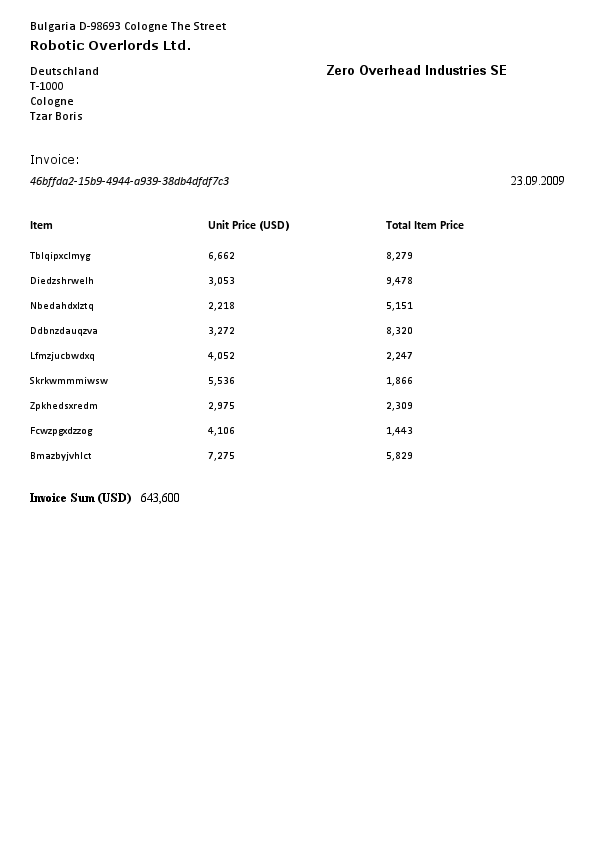 Bulgaria D-98693 Cologne The Street
Robotic Overlords Ltd.
Deutschland
Zero Overhead Industries SE
T-1000
Cologne
Tzar Boris
Invoice:
46bffda2-15b9-4944-a939-38db4dfdf7c3 23.09.2009
Item Unit Price (USD) Total Item Price
Tblqipxclmyg 6,662 8,279
Diedzshrwelh 3,053 9,478
Nbedahdxlztq 2,218 5,151
Ddbnzdauqzva 3,272 8,320
Lfmzjucbwdxq 4,052 2,247
Skrkwmmmiwsw 5,536 1,866
Zpkhedsxredm 2,975 2,309
Fcwzpgxdzzog 4,106 1,443
Bmazbyjvhlct 7,275 5,829
Invoice Sum (USD) 643,600